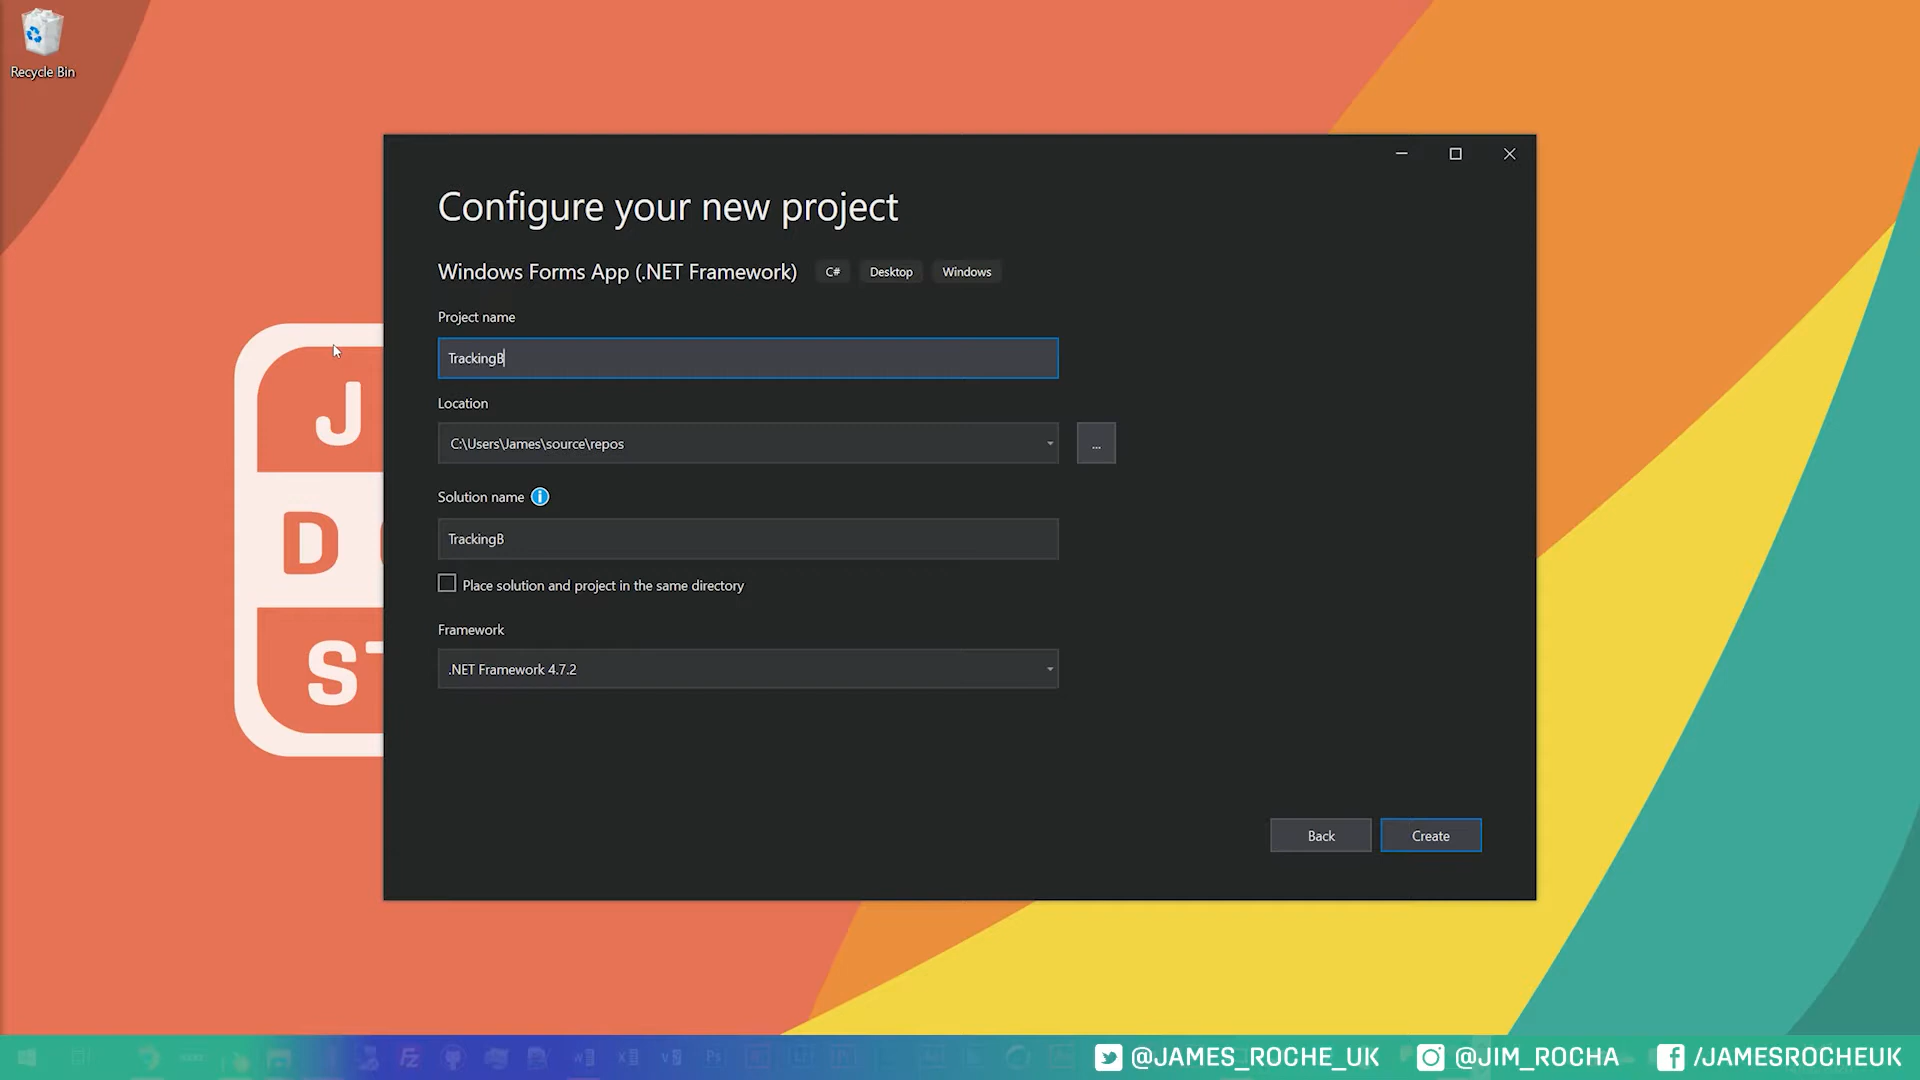 Recycle Bin
Configure your new project
Windows Forms App (.NET Framework) C# Desktop Windows
Project name
TrackingB
Location
C:\Users\James\source\repos
...
Solution name
TrackingB
Place solution and project in the same directory
Framework
.NET Framework 4.7.2
Back Create
J
D
S
@JAMES_ROCHE_UK @JIM_ROCHA /JAMESROCHEUK